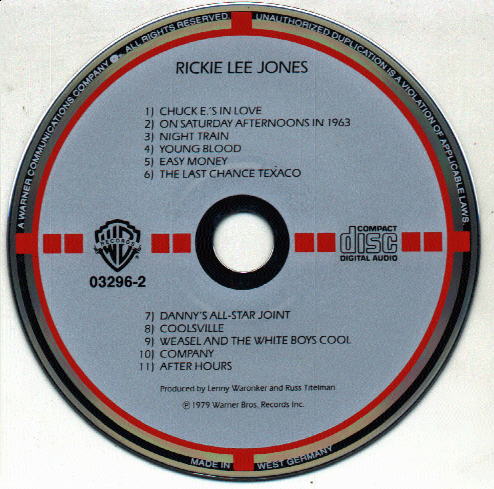 A WARNER COMMUNICATIONS COMPANY ALL RIGHTS RESERVED. UNAUTHORIZED DUPLICATION IS A VIOLATION OF APPLICABLE LAWS.
RICKIE LEE JONES
1) CHUCK E.'S IN LOVE
2) ON SATURDAY AFTERNOONS IN 1963
3) NIGHT TRAIN
4) YOUNG BLOOD
5) EASY MONEY
6) THE LAST CHANCE TEXACO
WB
RECORDS
03296-2
COMPACT
disc
DIGITAL AUDIO
7) DANNY'S ALL-STAR JOINT
8) COOLSVILLE
9) WEASEL AND THE WHITE BOYS COOL
10) COMPANY
11) AFTER HOURS
Produced by Lenny Waronker and Russ Titelman
℗ 1979 Warner Bros. Records Inc.
MADE IN WEST GERMANY